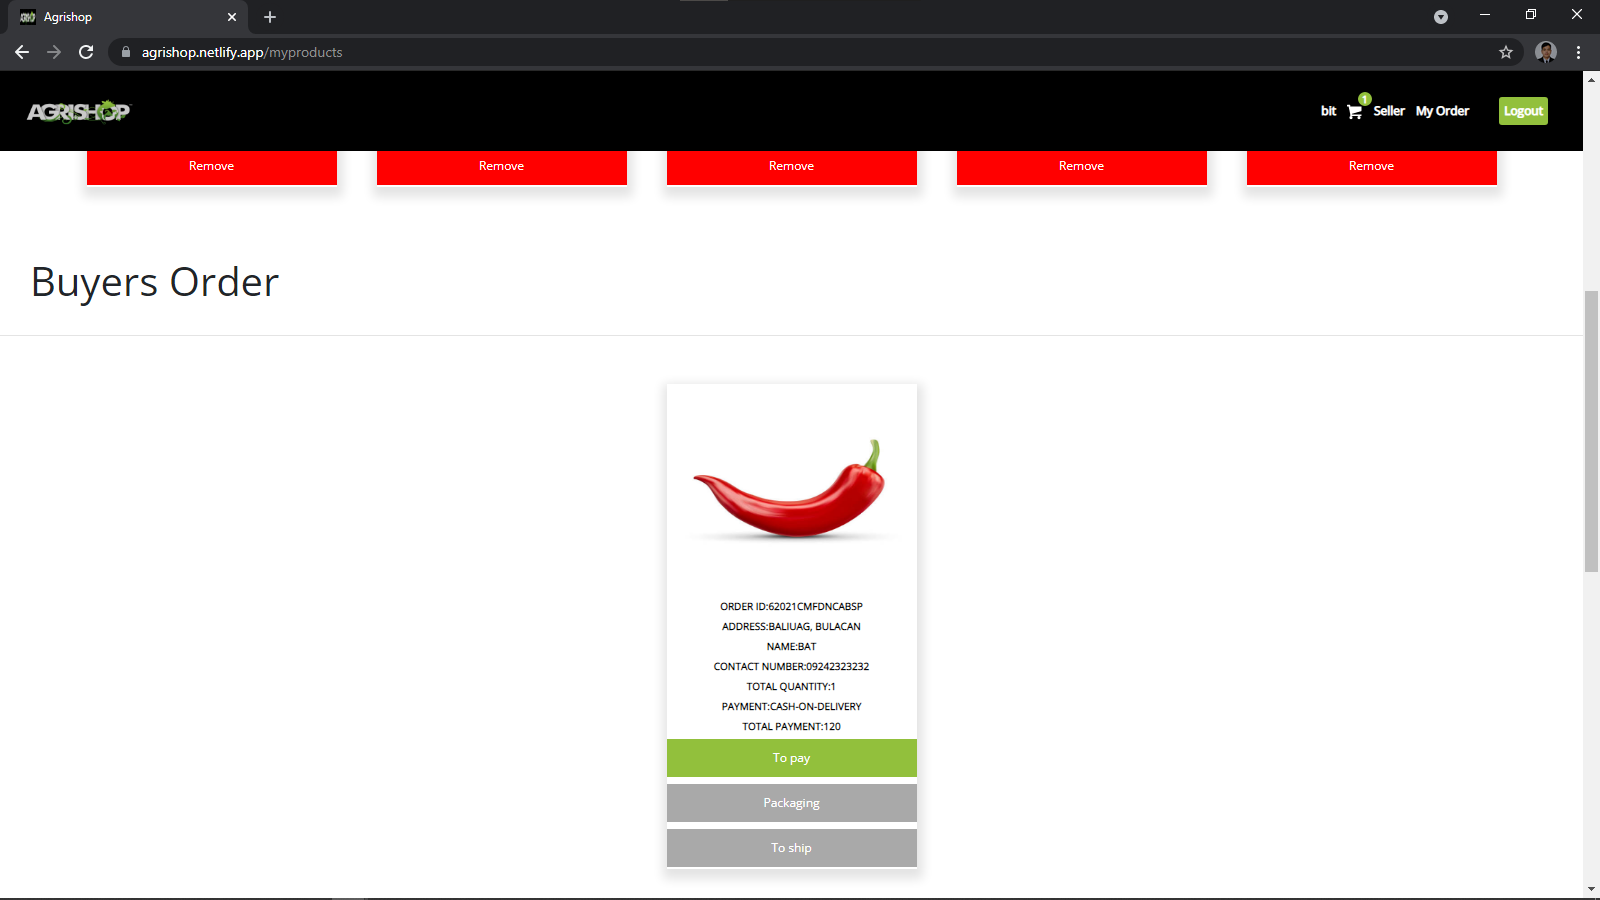 Agrishop
agrishop.netlify.app/myproducts
AGRISHOP
bit 1 Seller My Order Logout
Remove Remove Remove Remove Remove
Buyers Order
ORDER ID:62021CMFDNCABSP
ADDRESS:BALIUAG, BULACAN
NAME:BAT
CONTACT NUMBER:09242323232
TOTAL QUANTITY:1
PAYMENT:CASH-ON-DELIVERY
TOTAL PAYMENT:120
To pay
Packaging
To ship